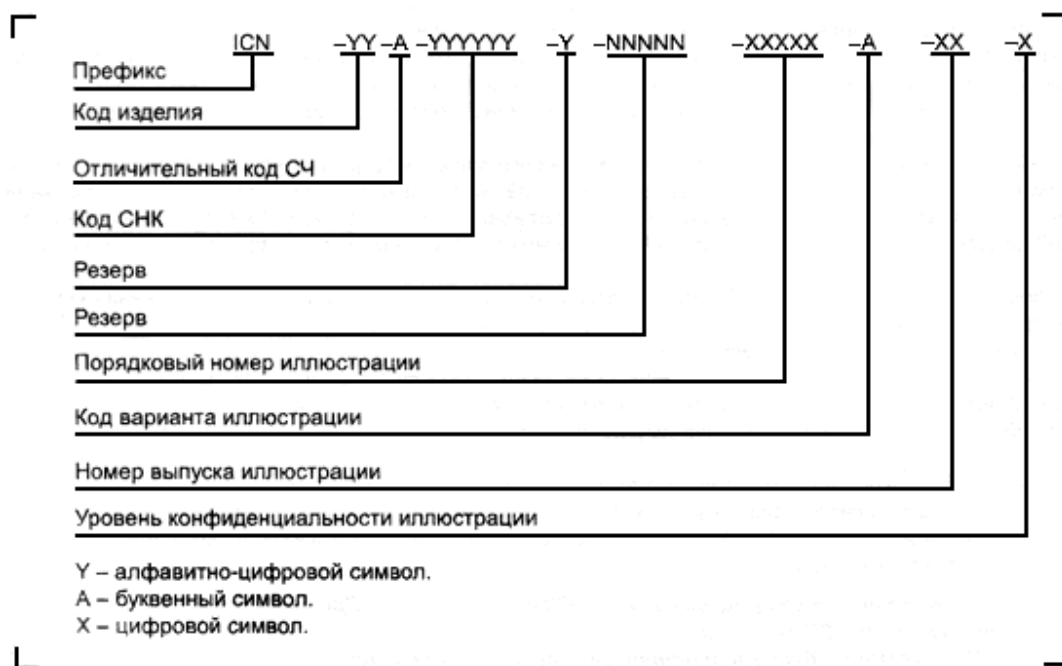 ICN –YY –A –YYYYYY –Y –NNNNN –XXXXX –A –XX –X
Префикс
Код изделия
Отличительный код СЧ
Код СНК
Резерв
Резерв
Порядковый номер иллюстрации
Код варианта иллюстрации
Номер выпуска иллюстрации
Уровень конфиденциальности иллюстрации
Y – алфавитно-цифровой символ.
А – буквенный символ.
Х – цифровой символ.